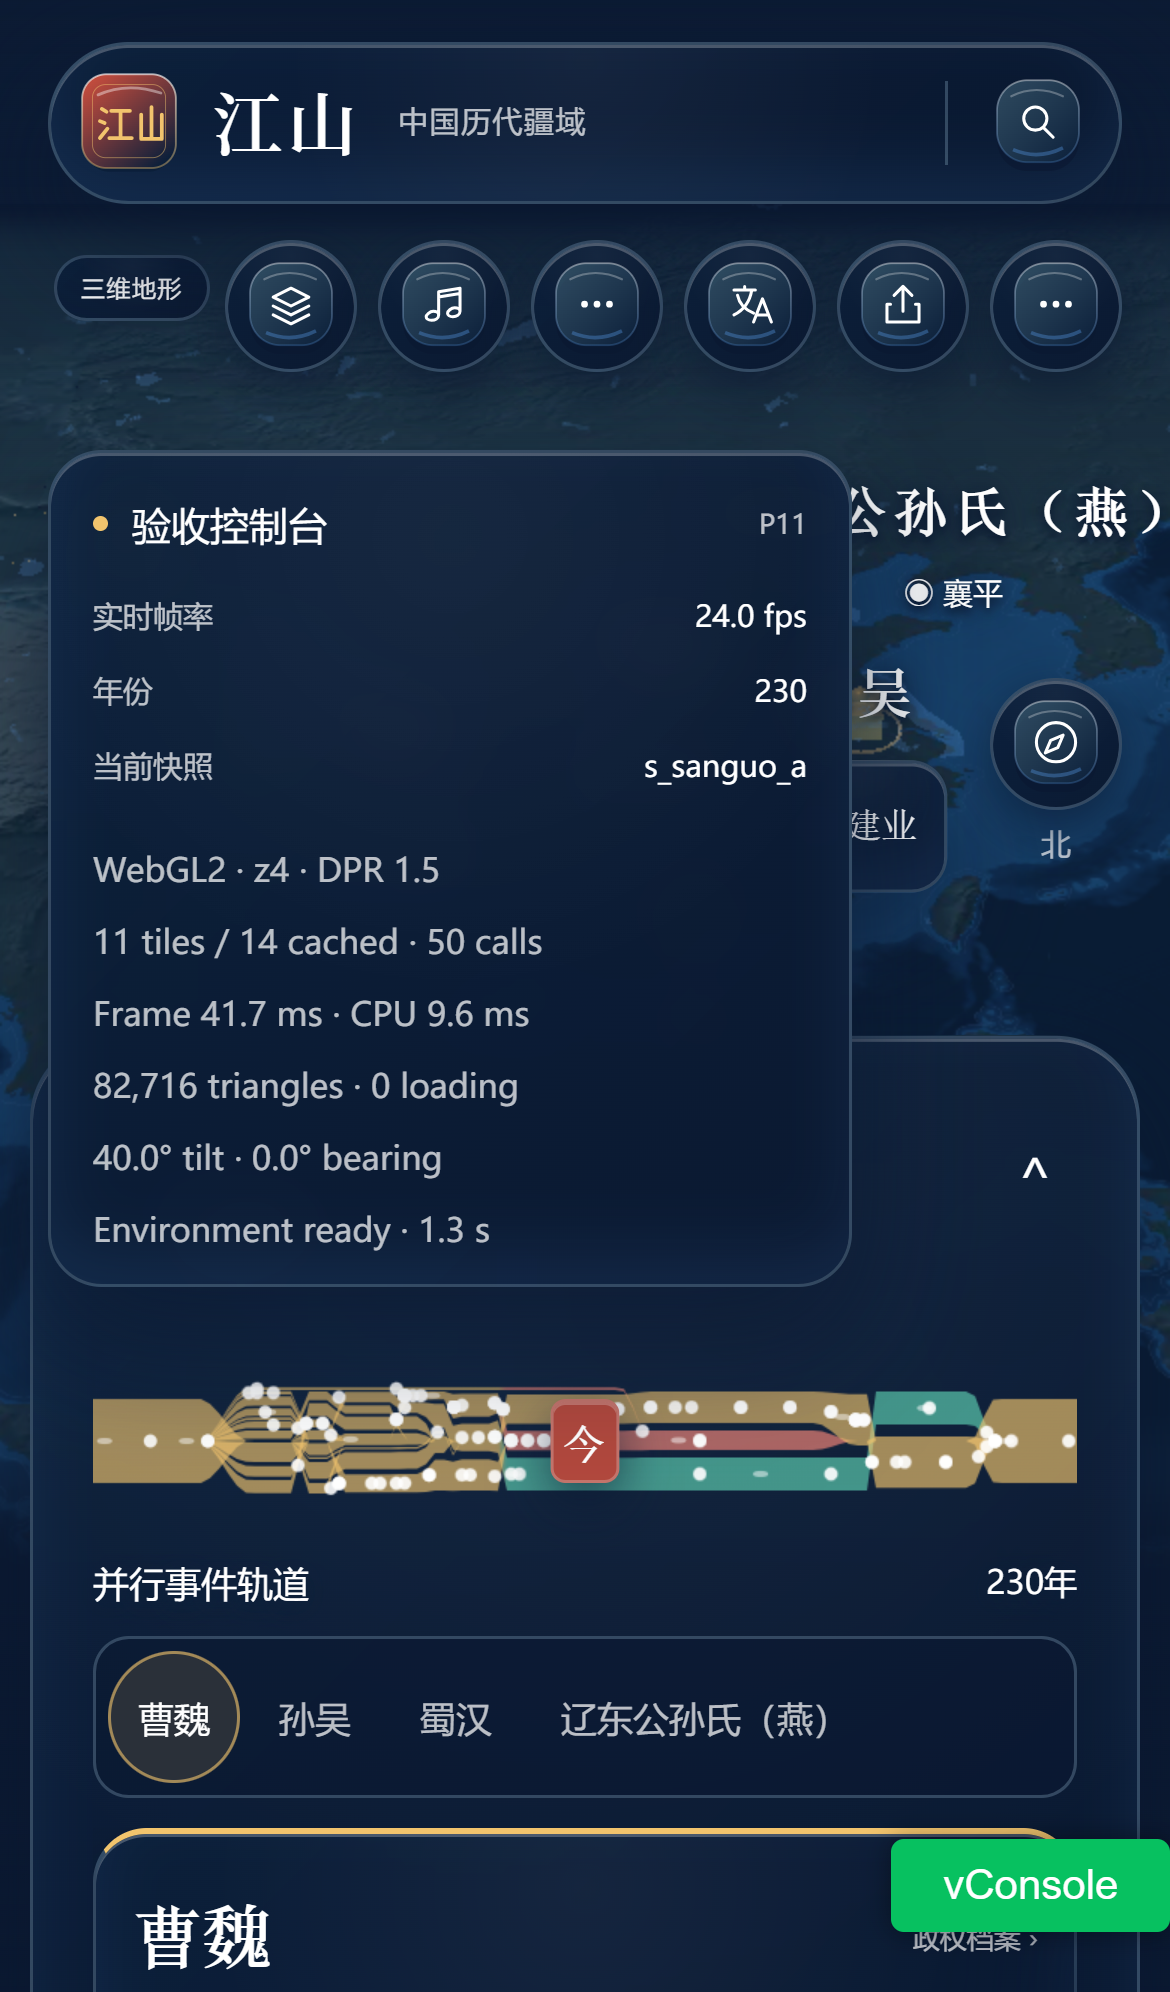 江山
江山 中国历代疆域
三维地形
验收控制台 P11
公孙氏（燕）
襄平
实时帧率 24.0 fps
年份 230
吴
当前快照 s_sanguo_a
建业
北
WebGL2 · z4 · DPR 1.5
11 tiles / 14 cached · 50 calls
Frame 41.7 ms · CPU 9.6 ms
82,716 triangles · 0 loading
40.0° tilt · 0.0° bearing
Environment ready · 1.3 s
今
并行事件轨道 230年
曹魏 孙吴 蜀汉 辽东公孙氏（燕）
vConsole
曹魏 政权档案 ›